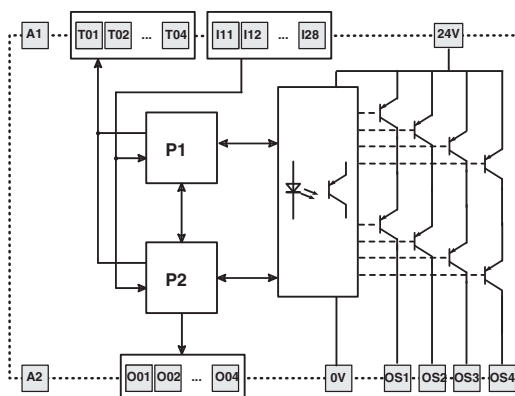 A1 T01 T02 ... T04 I11 I12 ... I28 24V
P1
P2
A2 O01 O02 ... O04 0V OS1 OS2 OS3 OS4